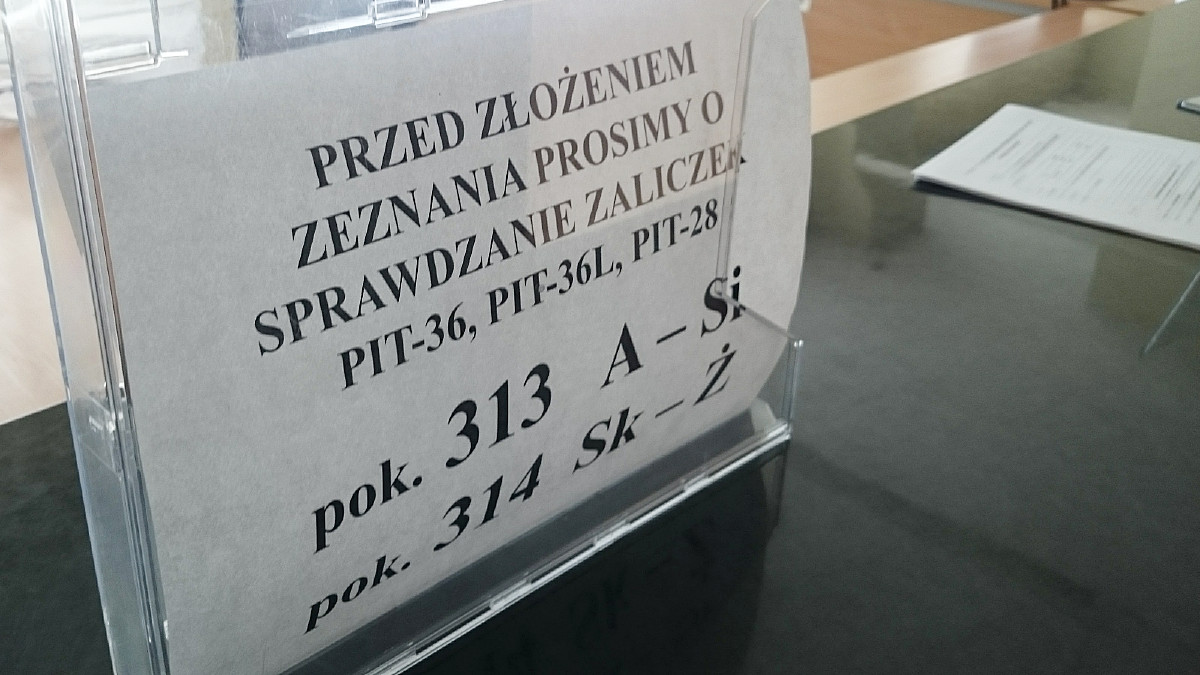 PRZED ZŁOŻENIEM
ZEZNANIA PROSIMY O
SPRAWDZANIE ZALICZEK
PIT-36, PIT-36L, PIT-28
pok. 313 A – Si
pok. 314 Sk – Ż